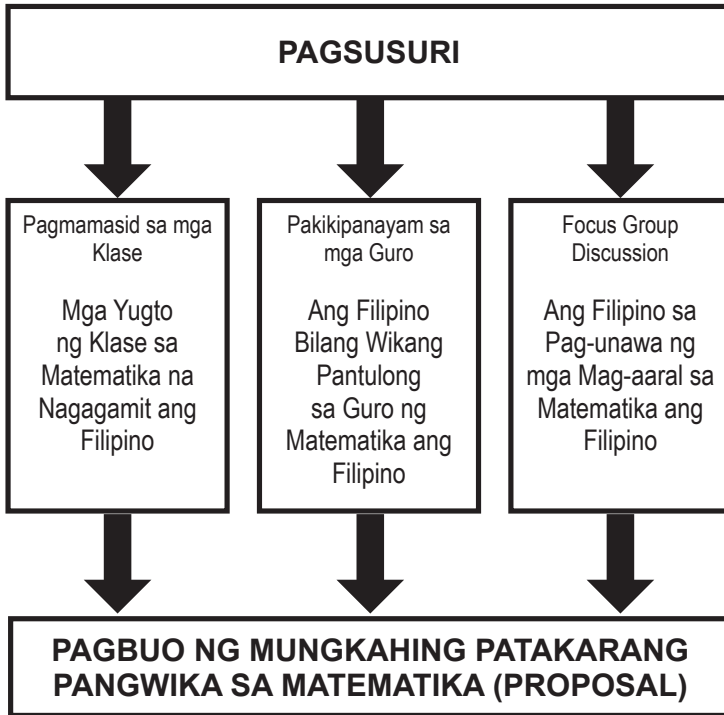 PAGSUSURI
Pagmamasid sa mga
Klase
Mga Yugto
ng Klase sa
Matematika na
Nagagamit ang
Filipino
Pakikipanayam sa
mga Guro
Ang Filipino
Bilang Wikang
Pantulong
sa Guro ng
Matematika ang
Filipino
Focus Group
Discussion
Ang Filipino sa
Pag-unawa ng
mga Mag-aaral sa
Matematika ang
Filipino
PAGBUO NG MUNGKAHING PATAKARANG
PANGWIKA SA MATEMATIKA (PROPOSAL)